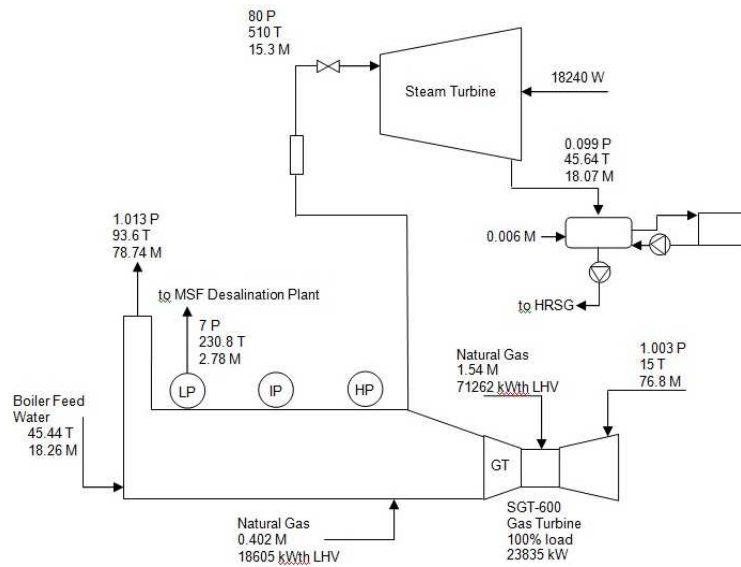 80 P
510 T
15.3 M
Steam Turbine
18240 W
0.099 P
45.64 T
18.07 M
1.013 P
93.6 T
78.74 M
0.006 M
to MSF Desalination Plant
to HRSG
7 P
230.8 T
2.78 M
Natural Gas
1.54 M
71262 kWth LHV
1.003 P
15 T
76.8 M
LP
IP
HP
Boiler Feed
Water
45.44 T
18.26 M
GT
SGT-600
Gas Turbine
100% load
23835 kW
Natural Gas
0.402 M
18605 kWth LHV